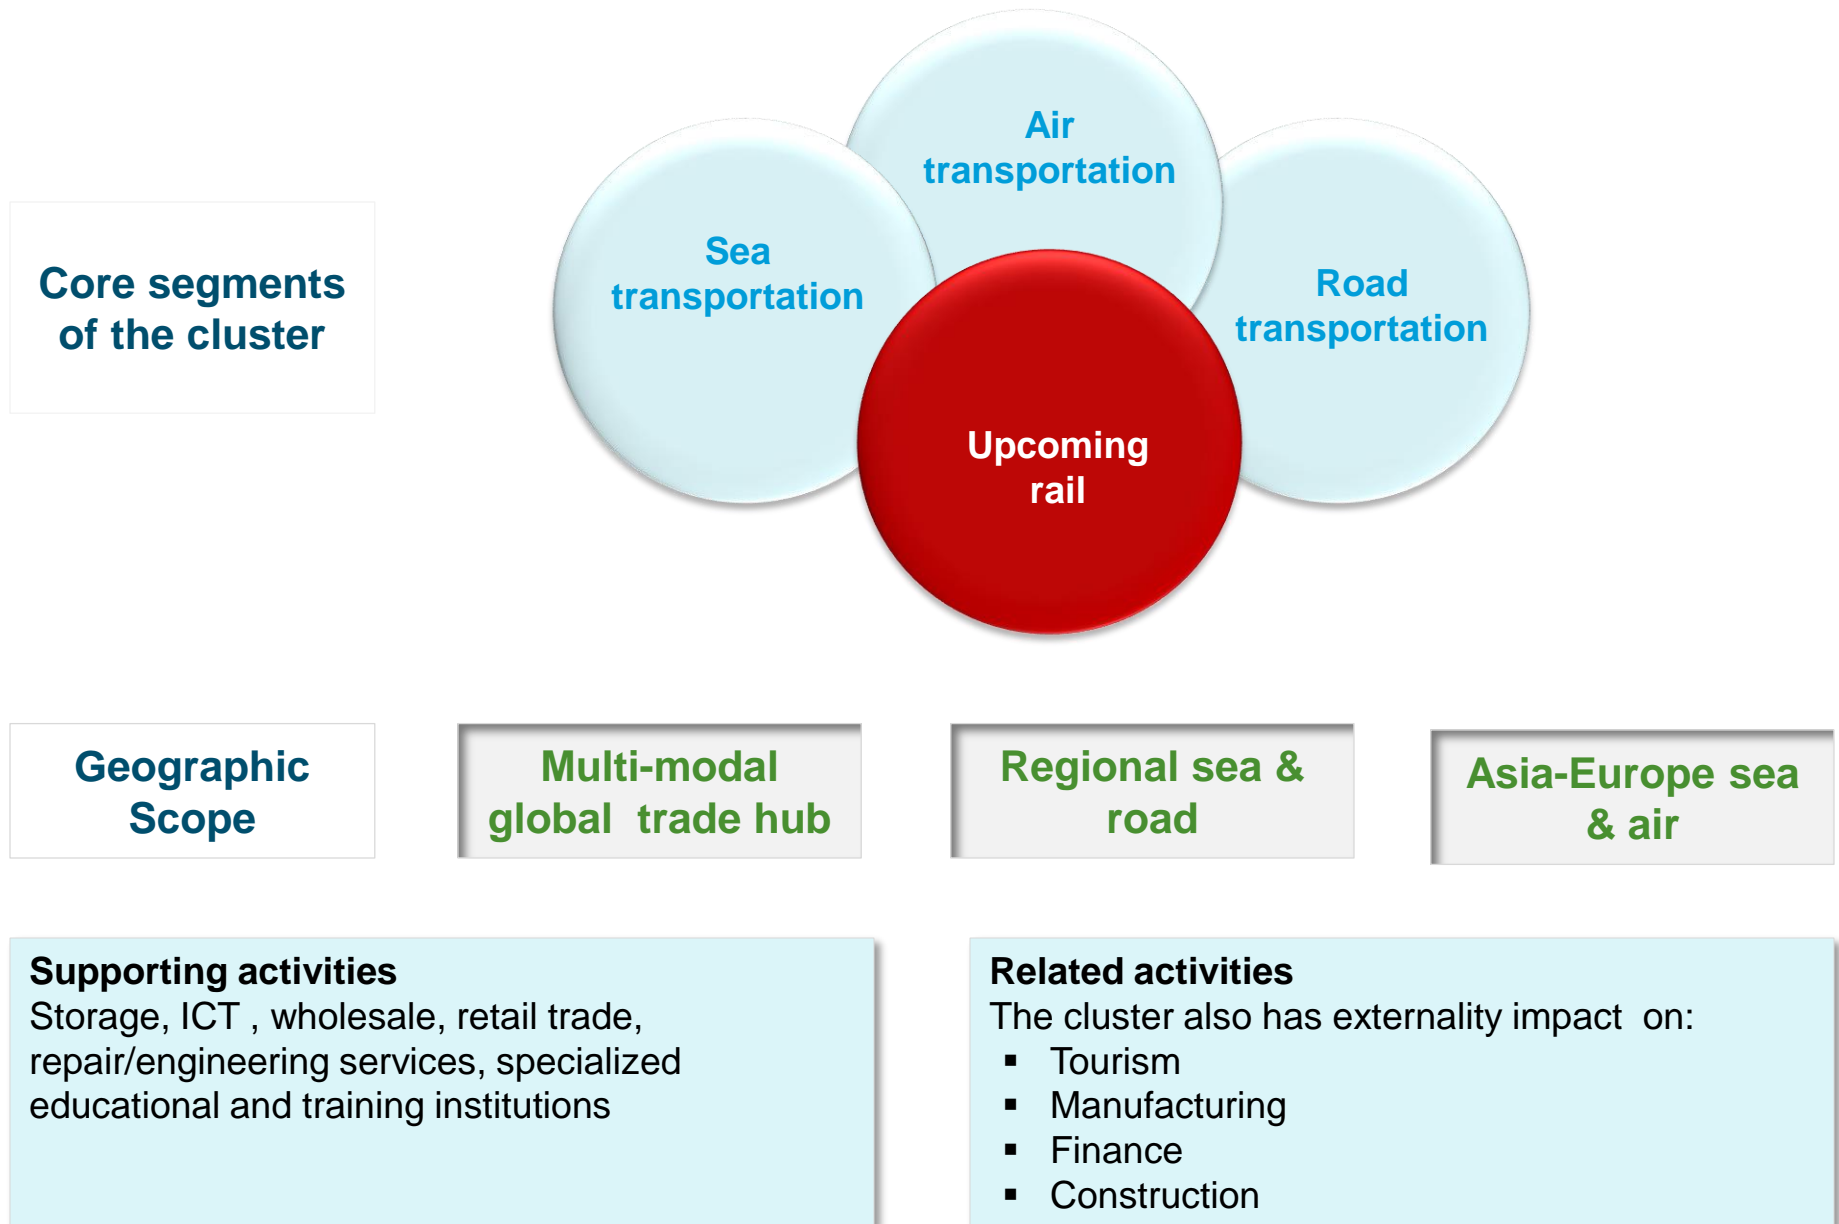 Air
transportation
Sea
transportation
Road
transportation
Core segments
of the cluster
Upcoming
rail
Geographic
Scope
Multi-modal
global  trade hub
Regional sea &
road
Asia-Europe sea
& air
Supporting activities
Storage, ICT , wholesale, retail trade,
repair/engineering services, specialized
educational and training institutions
Related activities
The cluster also has externality impact  on:
▪ Tourism
▪ Manufacturing
▪ Finance
▪ Construction